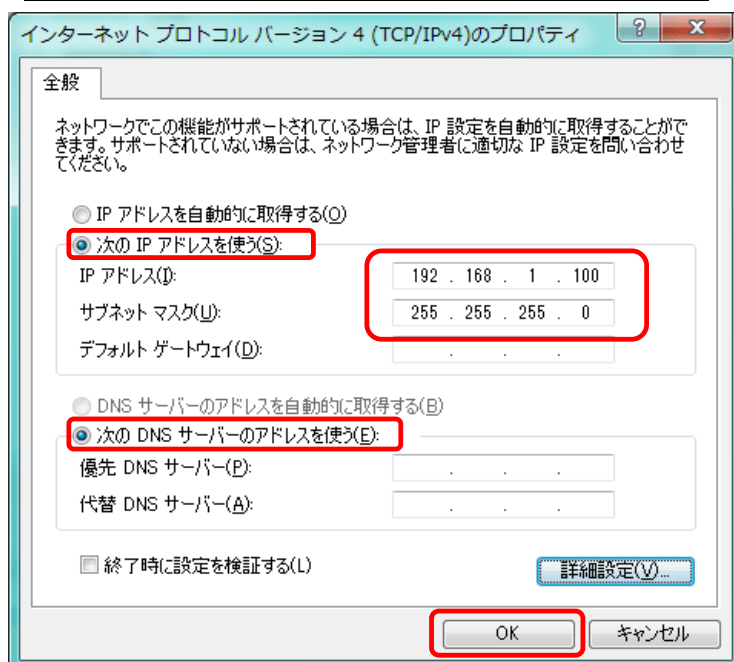 インターネット プロトコル バージョン 4 (TCP/IPv4)のプロパティ
全般
ネットワークでこの機能がサポートされている場合は、IP 設定を自動的に取得することがで
きます。サポートされていない場合は、ネットワーク管理者に適切な IP 設定を問い合わせ
てください。
IP アドレスを自動的に取得する(O)
次の IP アドレスを使う(S):
IP アドレス(I): 192 . 168 . 1 . 100
サブネット マスク(U): 255 . 255 . 255 . 0
デフォルト ゲートウェイ(D): . . .
DNS サーバーのアドレスを自動的に取得する(B)
次の DNS サーバーのアドレスを使う(E):
優先 DNS サーバー(P): . . .
代替 DNS サーバー(A): . . .
終了時に設定を検証する(L)
詳細設定(V)...
OK キャンセル